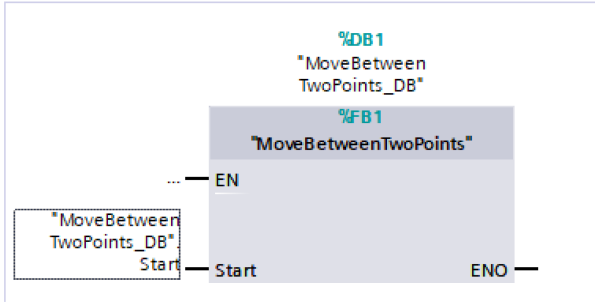 %DB1
"MoveBetween
TwoPoints_DB"
%FB1
"MoveBetweenTwoPoints"
... EN
"MoveBetween
TwoPoints_DB".
Start
Start ENO